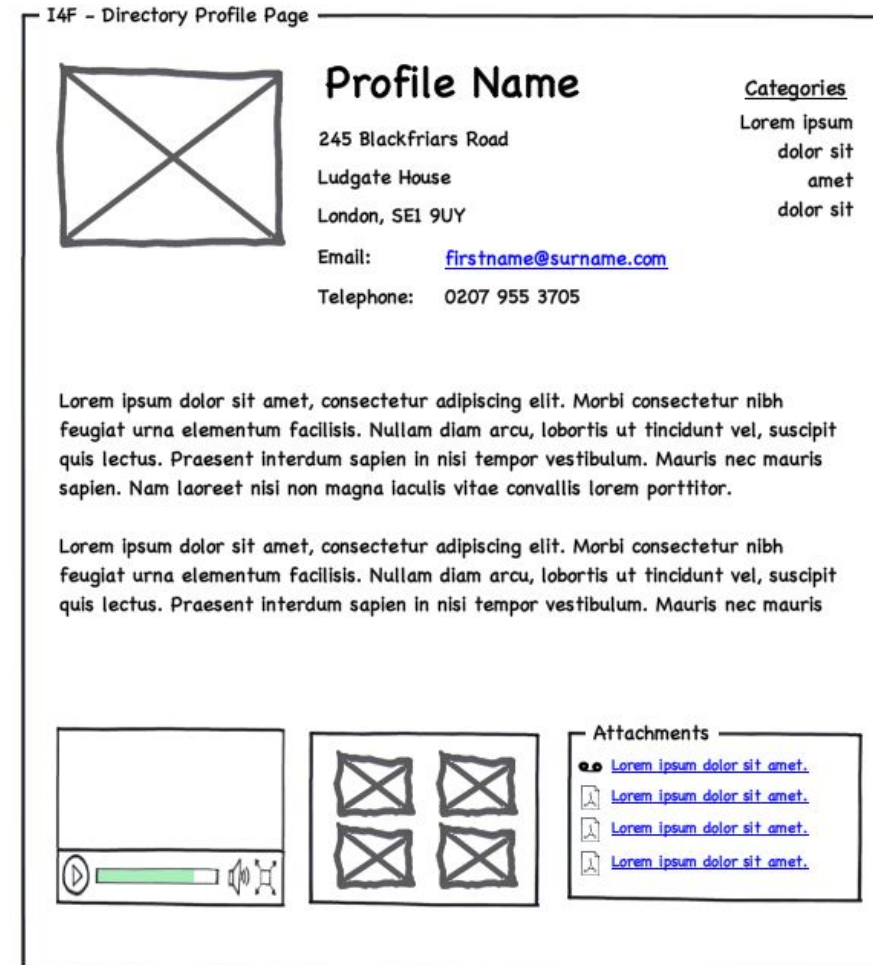 I4F - Directory Profile Page
Profile Name
245 Blackfriars Road
Ludgate House
London, SE1 9UY
Email: firstname@surname.com
Telephone: 0207 955 3705
Categories
Lorem ipsum
dolor sit
amet
dolor sit
Lorem ipsum dolor sit amet, consectetur adipiscing elit. Morbi consectetur nibh
feugiat urna elementum facilisis. Nullam diam arcu, lobortis ut tincidunt vel, suscipit
quis lectus. Praesent interdum sapien in nisi tempor vestibulum. Mauris nec mauris
sapien. Nam laoreet nisi non magna iaculis vitae convallis lorem porttitor.
Lorem ipsum dolor sit amet, consectetur adipiscing elit. Morbi consectetur nibh
feugiat urna elementum facilisis. Nullam diam arcu, lobortis ut tincidunt vel, suscipit
quis lectus. Praesent interdum sapien in nisi tempor vestibulum. Mauris nec mauris
Attachments
Lorem ipsum dolor sit amet.
Lorem ipsum dolor sit amet.
Lorem ipsum dolor sit amet.
Lorem ipsum dolor sit amet.